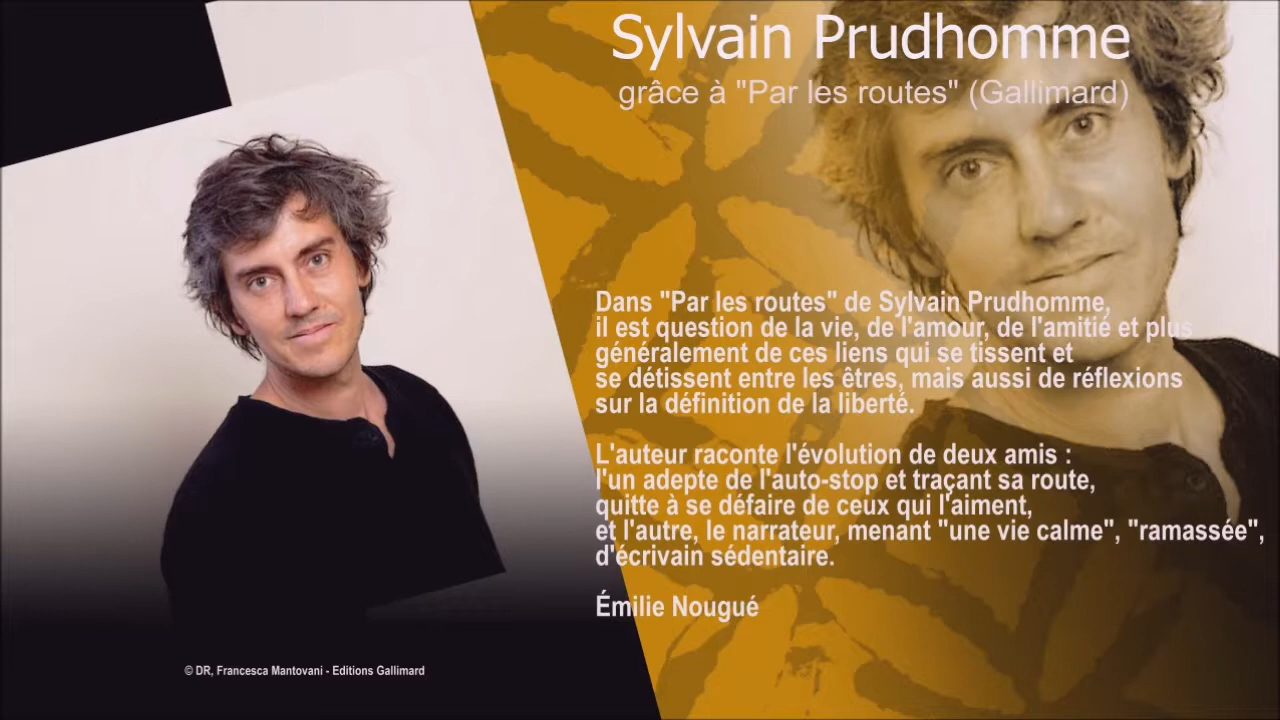 Sylvain Prudhomme
grâce à "Par les routes" (Gallimard)
Dans "Par les routes" de Sylvain Prudhomme,
il est question de la vie, de l'amour, de l'amitié et plus
généralement de ces liens qui se tissent et
se détissent entre les êtres, mais aussi de réflexions
sur la définition de la liberté.
L'auteur raconte l'évolution de deux amis :
l'un adepte de l'auto-stop et traçant sa route,
quitte à se défaire de ceux qui l'aiment,
et l'autre, le narrateur, menant "une vie calme", "ramassée",
d'écrivain sédentaire.
Émilie Nougué
© DR, Francesca Mantovani - Editions Gallimard